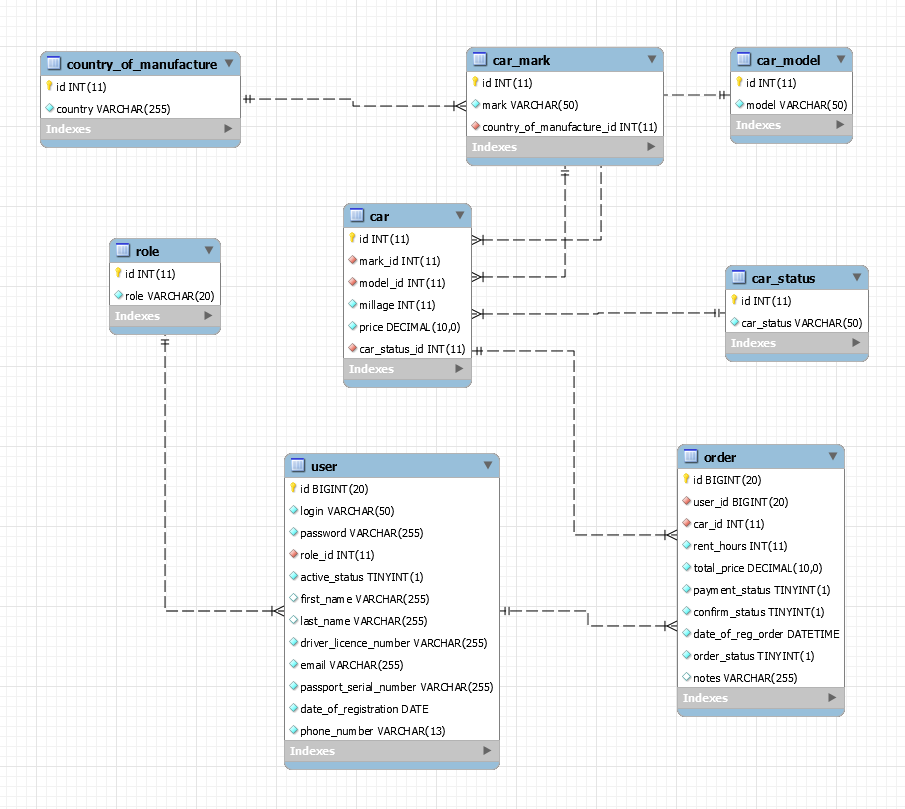 country_of_manufacture
id INT(11)
country VARCHAR(255)
Indexes
car_mark
id INT(11)
mark VARCHAR(50)
country_of_manufacture_id INT(11)
Indexes
car_model
id INT(11)
model VARCHAR(50)
Indexes
car
id INT(11)
mark_id INT(11)
model_id INT(11)
millage INT(11)
price DECIMAL(10,0)
car_status_id INT(11)
Indexes
role
id INT(11)
role VARCHAR(20)
Indexes
car_status
id INT(11)
car_status VARCHAR(50)
Indexes
user
id BIGINT(20)
login VARCHAR(50)
password VARCHAR(255)
role_id INT(11)
active_status TINYINT(1)
first_name VARCHAR(255)
last_name VARCHAR(255)
driver_licence_number VARCHAR(255)
email VARCHAR(255)
passport_serial_number VARCHAR(255)
date_of_registration DATE
phone_number VARCHAR(13)
Indexes
order
id BIGINT(20)
user_id BIGINT(20)
car_id INT(11)
rent_hours INT(11)
total_price DECIMAL(10,0)
payment_status TINYINT(1)
confirm_status TINYINT(1)
date_of_reg_order DATETIME
order_status TINYINT(1)
notes VARCHAR(255)
Indexes